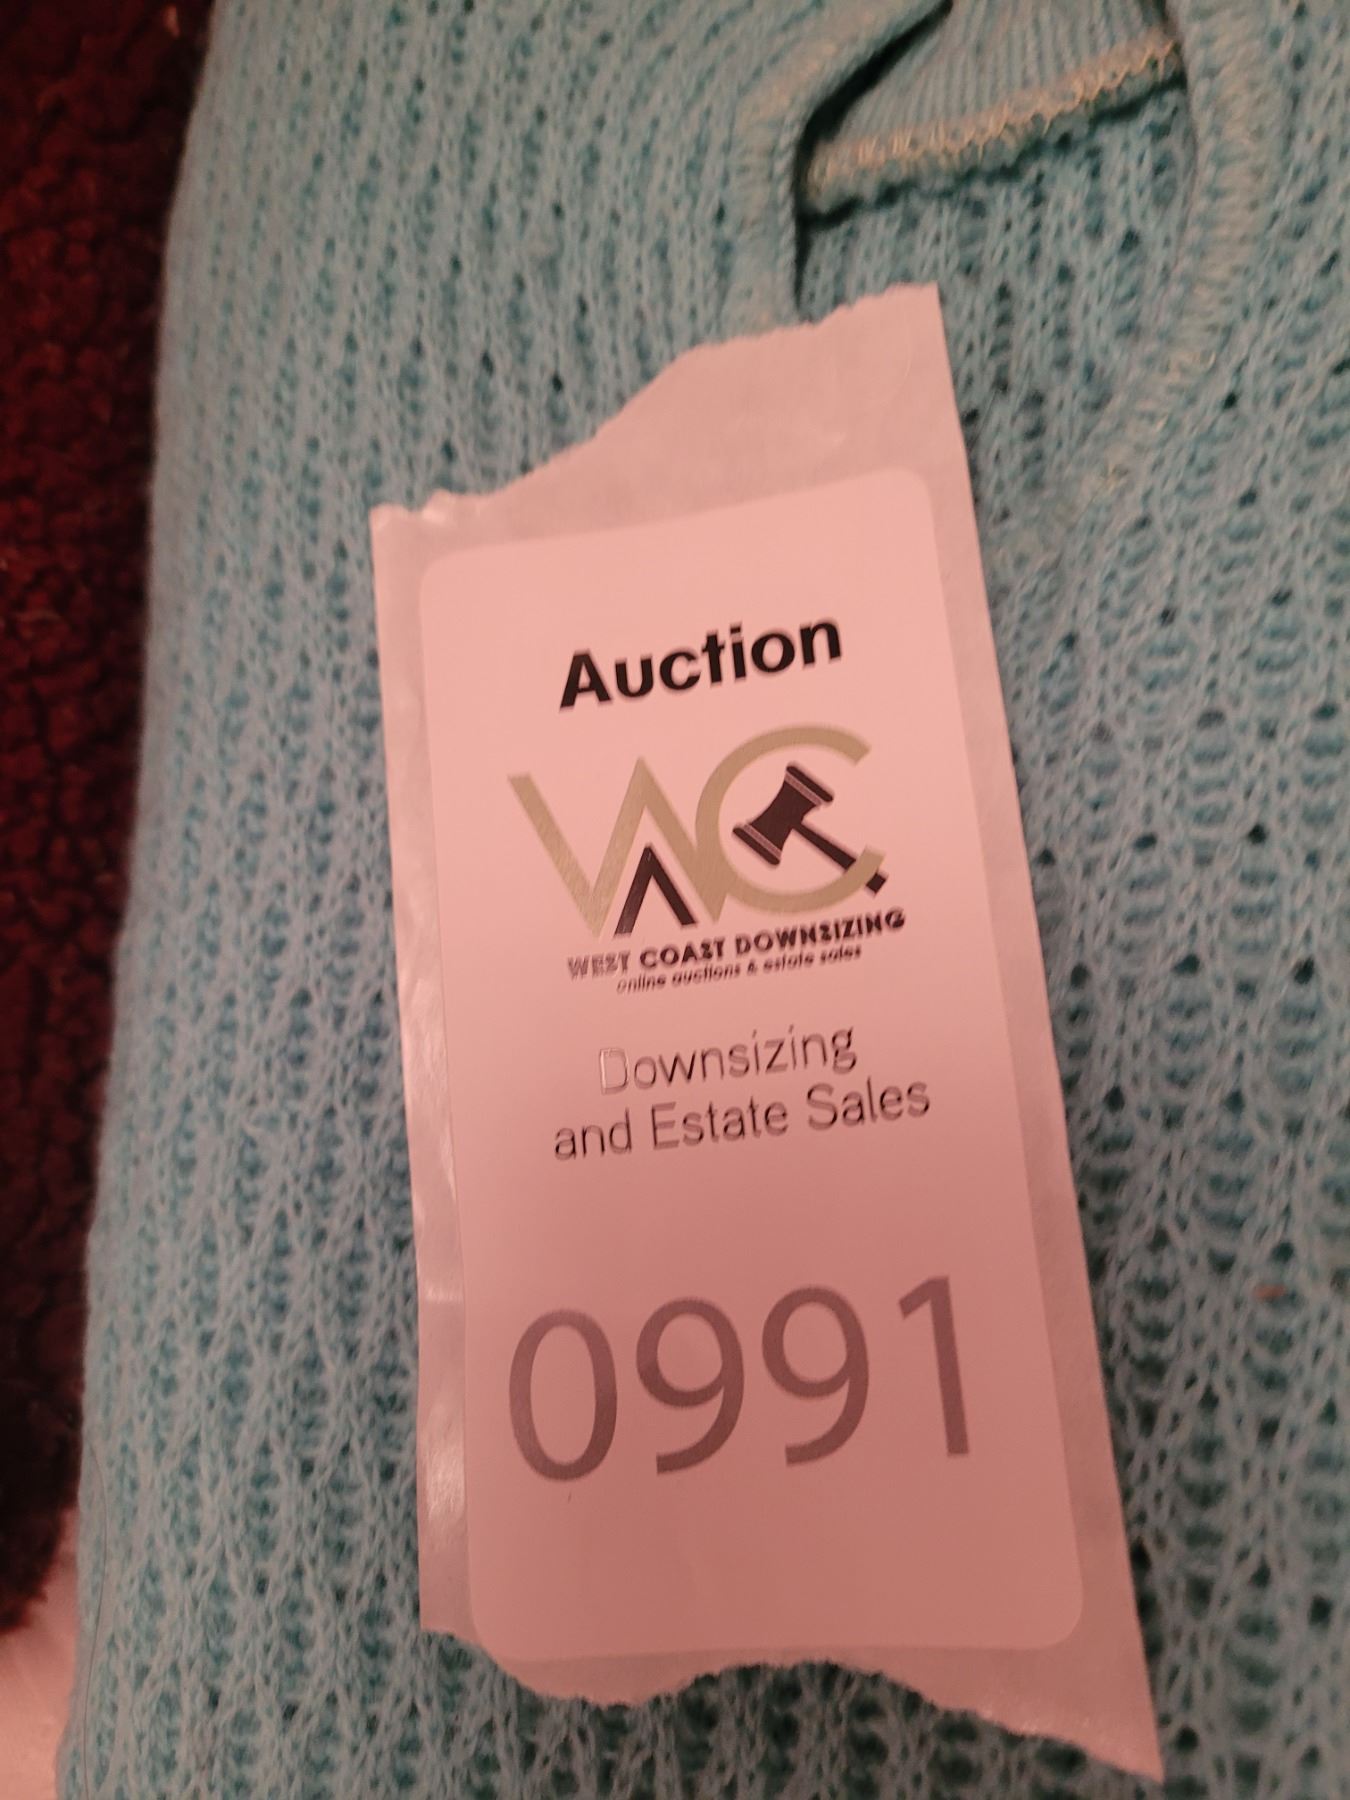 Auction
WC
WEST COAST DOWNSIZING
online auctions & estate sales
Downsizing
and Estate Sales
0991